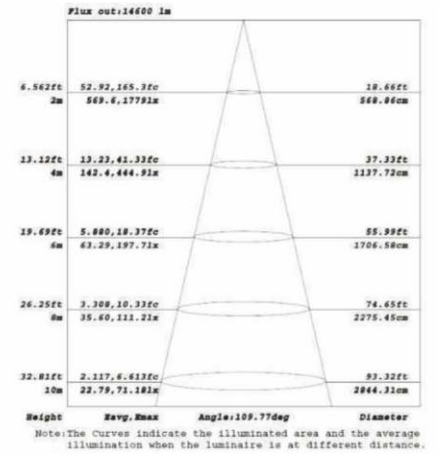 Flux out:14600 lm
6.562ft 52.92,165.3fc 18.66ft
2m 569.6,1779lx 568.86cm
13.12ft 13.23,41.33fc 37.33ft
4m 142.4,444.9lx 1137.72cm
19.69ft 5.880,18.37fc 55.99ft
6m 63.29,197.7lx 1706.58cm
26.25ft 3.308,10.33fc 74.65ft
8m 35.60,111.2lx 2275.45cm
32.81ft 2.117,6.613fc 93.32ft
10m 22.79,71.18lx 2844.31cm
Height Eavg,Emax Angle:109.77deg Diameter
Note:The Curves indicate the illuminated area and the average
illumination when the luminaire is at different distance.